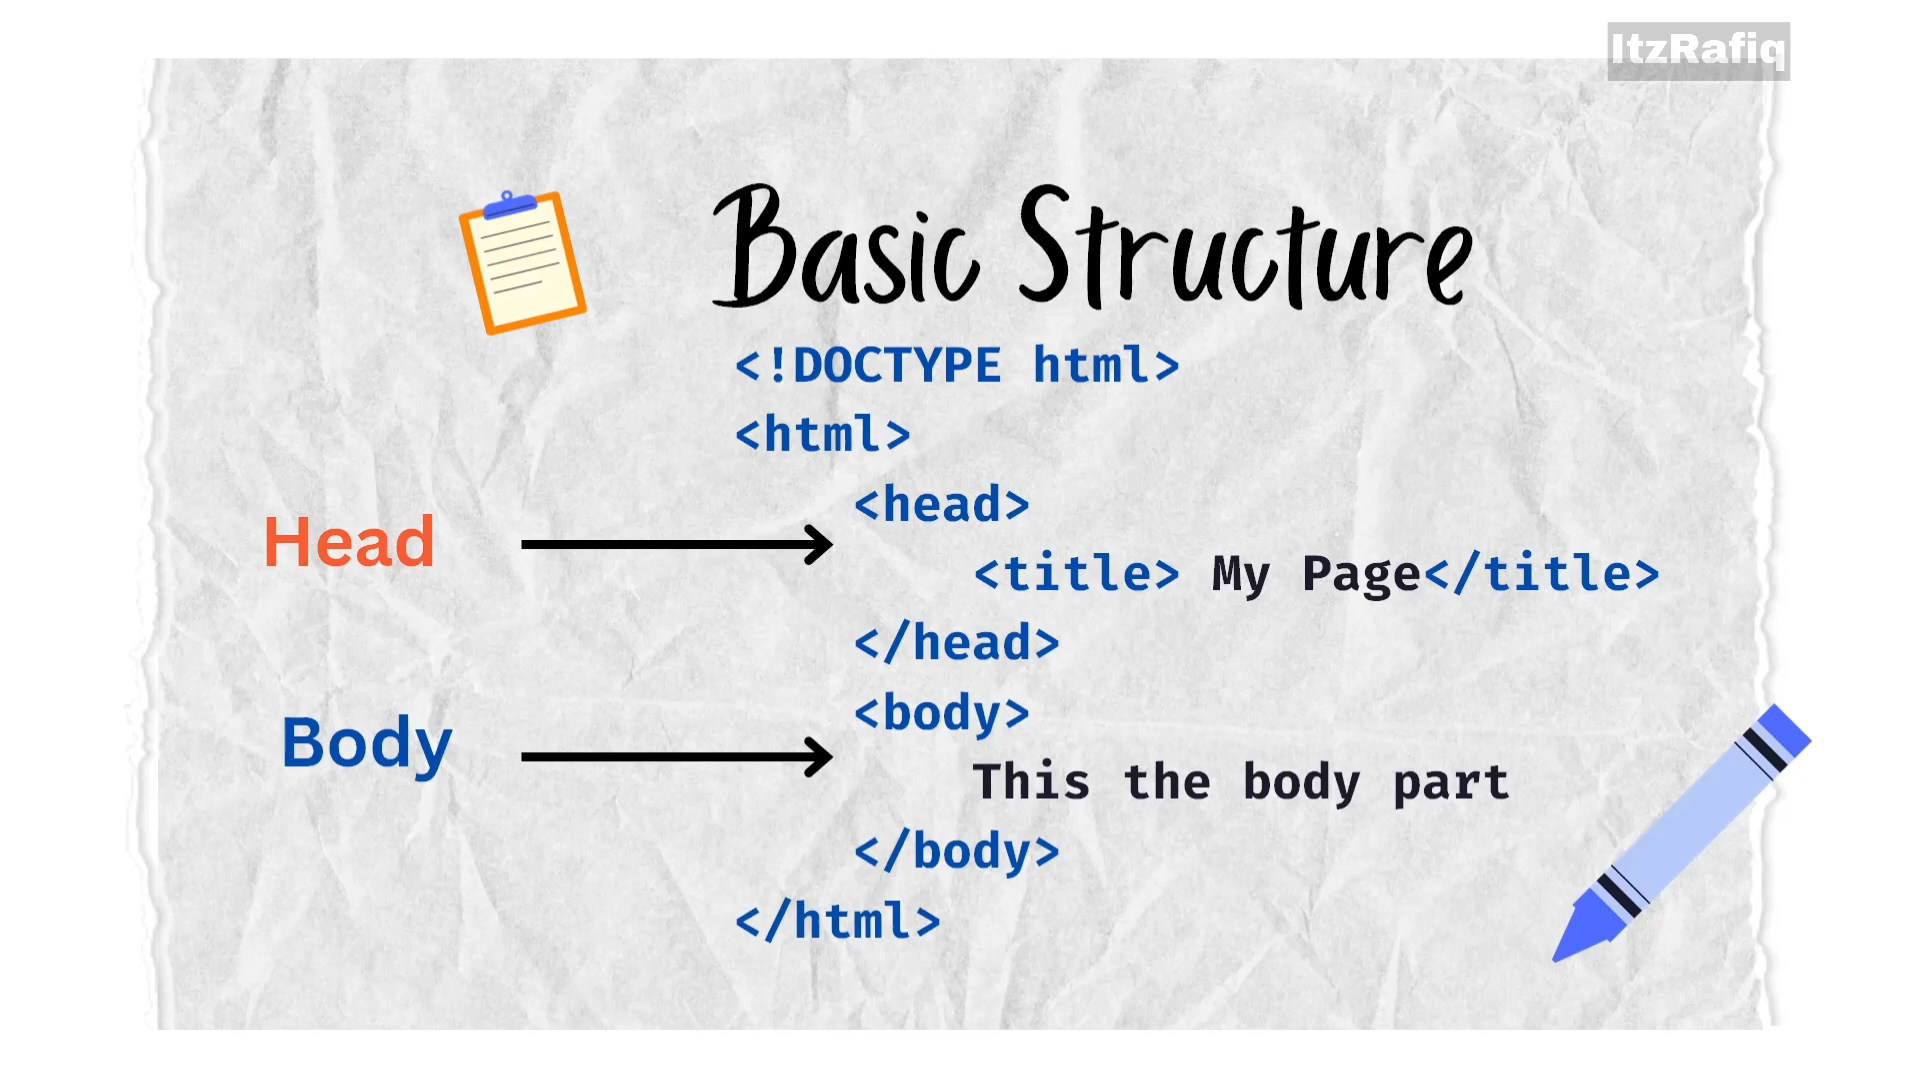 ItzRafiq
Basic Structure
<!DOCTYPE html>
<html>
<head>
Head
<title> My Page</title>
</head>
<body>
Body
This the body part
</body>
</html>